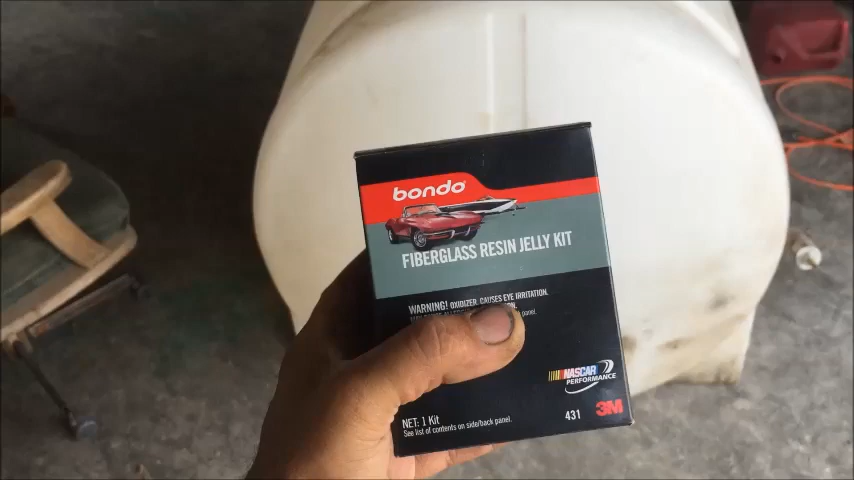 bondo
FIBERGLASS RESIN JELLY KIT
WARNING! OXIDIZER. CAUSES EYE IRRITATION.
panel.
NASCAR
PERFORMANCE
NET: 1 Kit
See list of contents on side/back panel.
431
3M